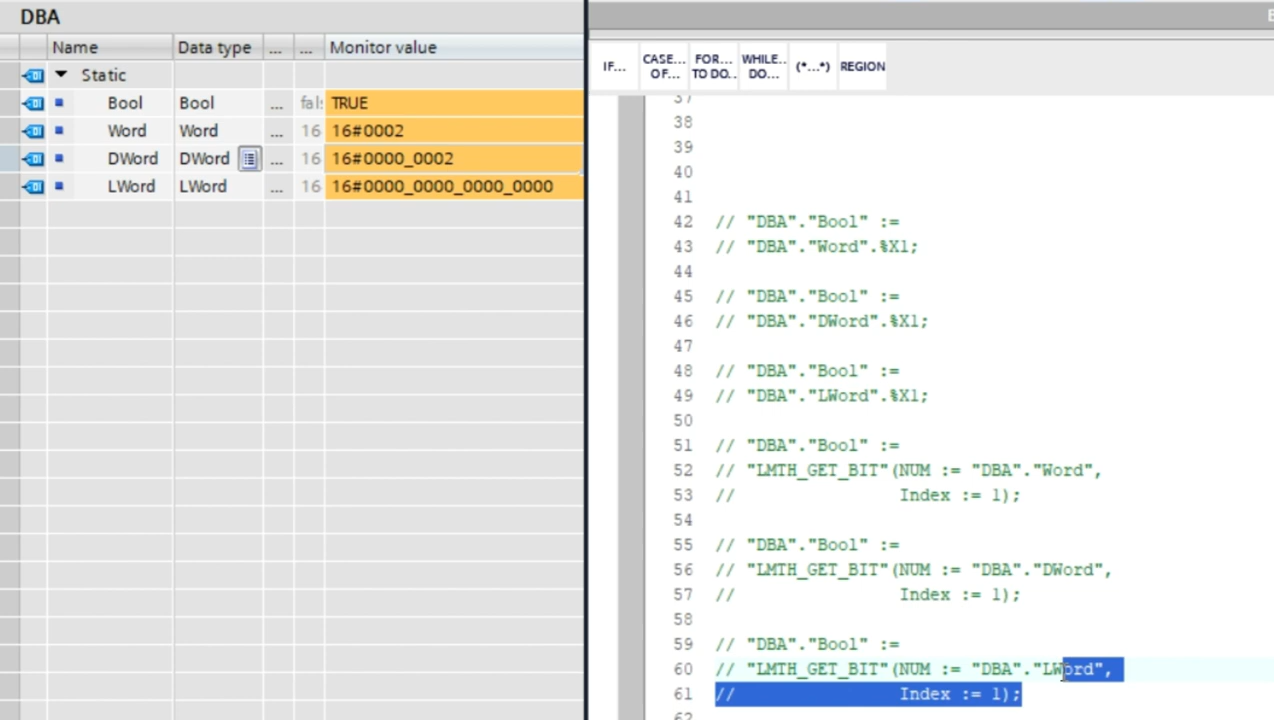 DBA
Name Data type ... ... Monitor value
Static
Bool Bool ... fal TRUE
Word Word ... 16 16#0002
DWord DWord ... 16 16#0000_0002
LWord LWord ... 16 16#0000_0000_0000_0000
IF... CASE... OF... FOR... TO DO.. WHILE.. DO... (*...*) REGION
37
38
39
40
41
42 // "DBA"."Bool" :=
43 // "DBA"."Word".%X1;
44
45 // "DBA"."Bool" :=
46 // "DBA"."DWord".%X1;
47
48 // "DBA"."Bool" :=
49 // "DBA"."LWord".%X1;
50
51 // "DBA"."Bool" :=
52 // "LMTH_GET_BIT"(NUM := "DBA"."Word",
53 // Index := 1);
54
55 // "DBA"."Bool" :=
56 // "LMTH_GET_BIT"(NUM := "DBA"."DWord",
57 // Index := 1);
58
59 // "DBA"."Bool" :=
60 // "LMTH_GET_BIT"(NUM := "DBA"."LWord",
61 // Index := 1);
62